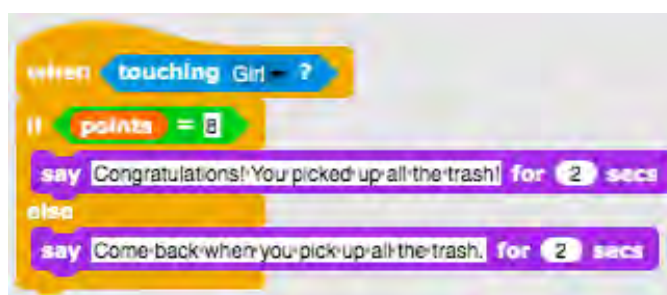 when touching Girl ?
if points = 8
say Congratulations! You picked up all the trash! for 2 secs
else
say Come back when you pick up all the trash. for 2 secs